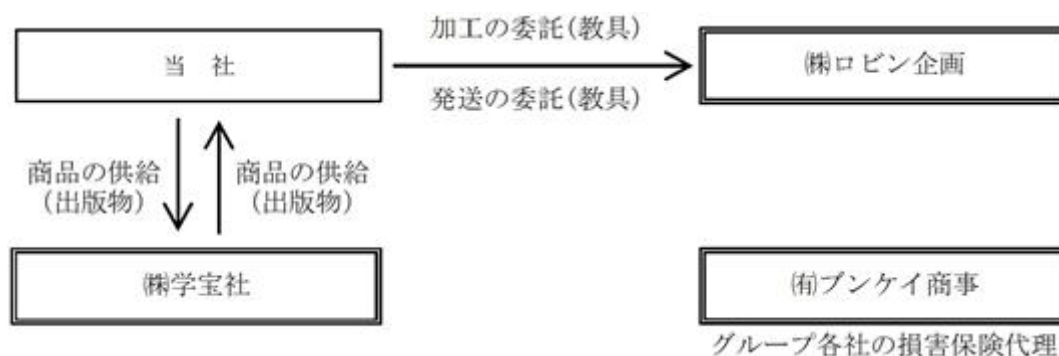 加工の委託(教具)
当 社
㈱ロビン企画
発送の委託(教具)
商品の供給
(出版物)
商品の供給
(出版物)
㈱学宝社
㈲ブンケイ商事
グループ各社の損害保険代理